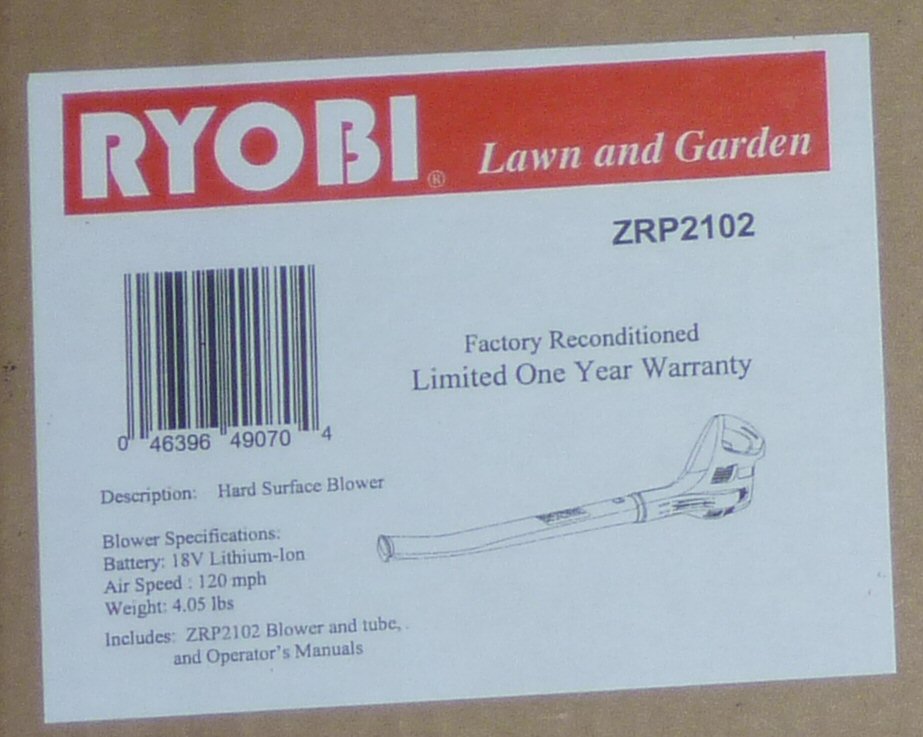 RYOBI® Lawn and Garden
ZRP2102
Factory Reconditioned
Limited One Year Warranty
0 46396 49070 4
Description: Hard Surface Blower
Blower Specifications:
Battery: 18V Lithium-Ion
Air Speed : 120 mph
Weight: 4.05 lbs
Includes: ZRP2102 Blower and tube,
and Operator's Manuals